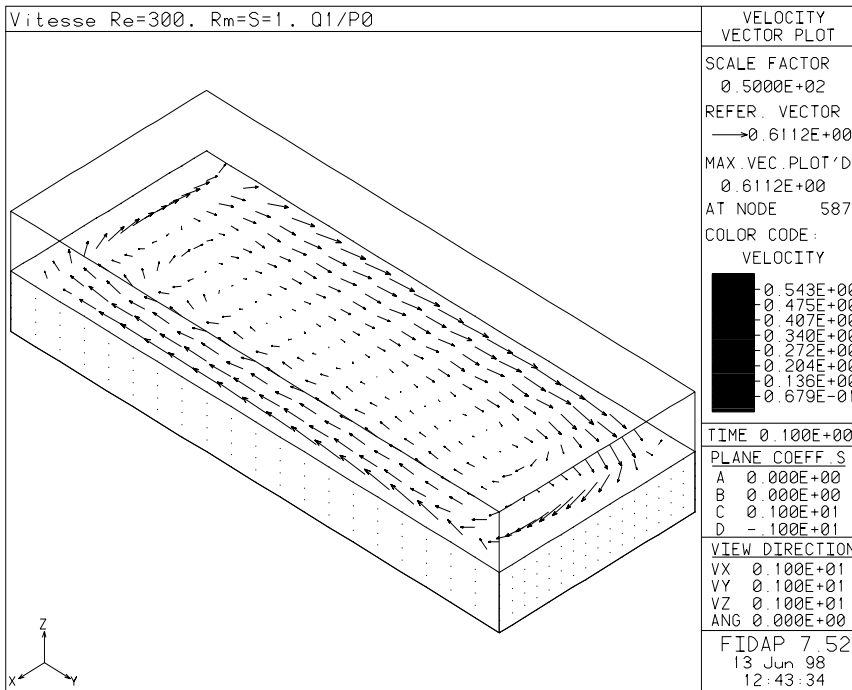 Vitesse Re=300. Rm=S=1. Q1/P0
VELOCITY
VECTOR PLOT
SCALE FACTOR
0.5000E+02
REFER. VECTOR
0.6112E+00
MAX.VEC.PLOT'D
0.6112E+00
AT NODE 587
COLOR CODE:
VELOCITY
0.543E+00
0.475E+00
0.407E+00
0.340E+00
0.272E+00
0.204E+00
0.136E+00
0.679E-01
TIME 0.100E+00
PLANE COEFF.S
A 0.000E+00
B 0.000E+00
C 0.100E+01
D -.100E+01
VIEW DIRECTION
VX 0.100E+01
VY 0.100E+01
VZ 0.100E+01
ANG 0.000E+00
FIDAP 7.52
13 Jun 98
12:43:34
Z
X
Y